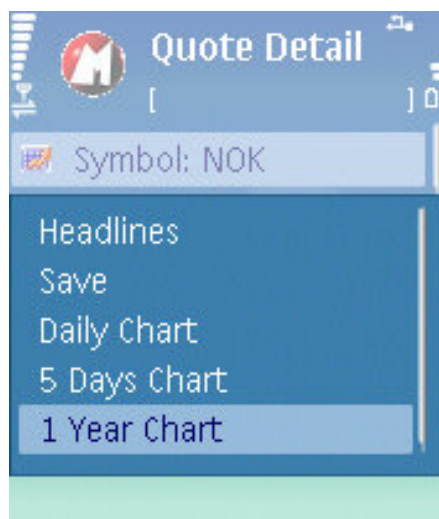 M
Quote Detail
[ ]
Symbol: NOK
Headlines
Save
Daily Chart
5 Days Chart
1 Year Chart